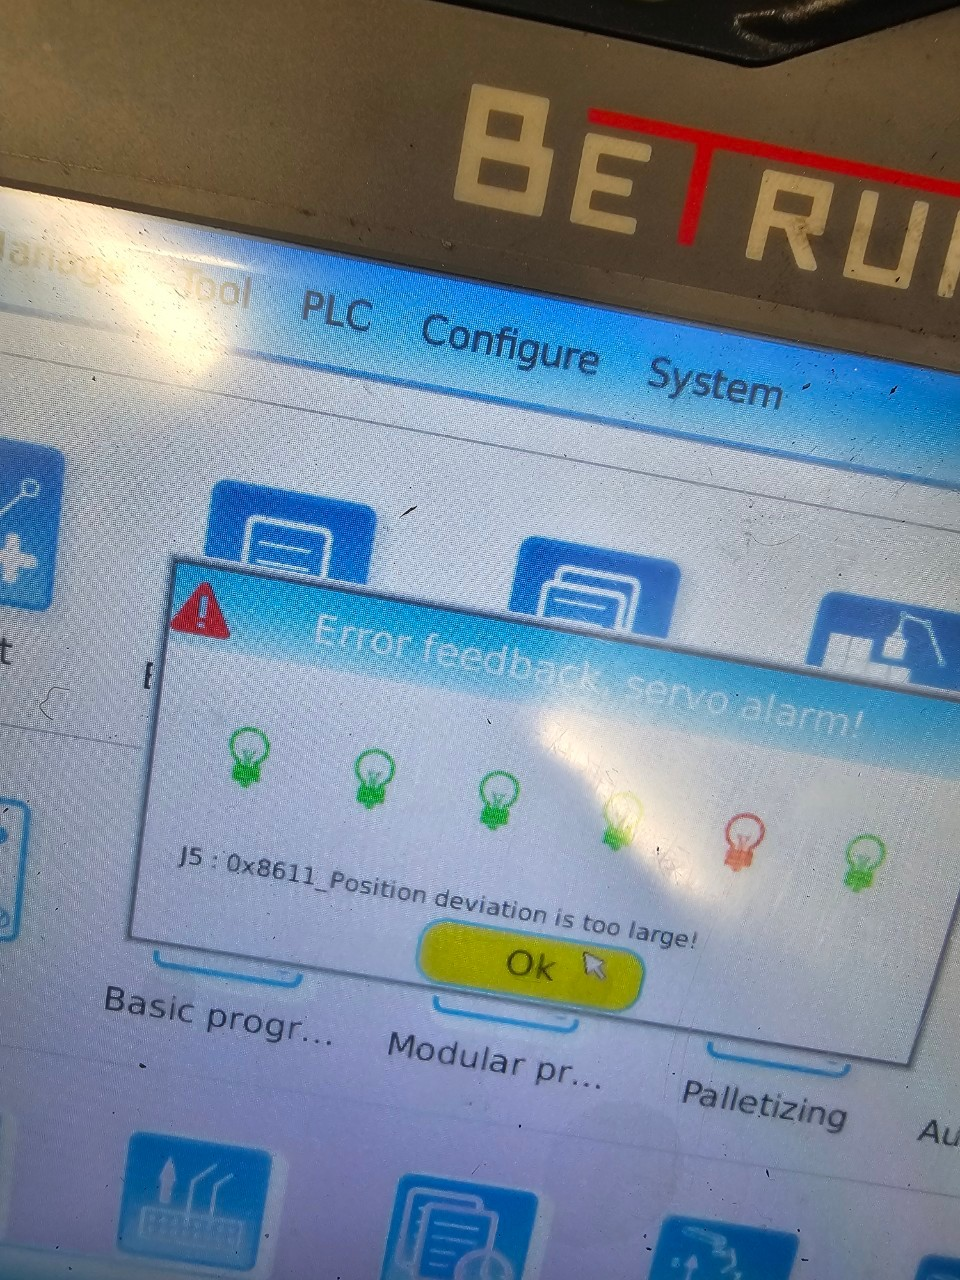 BETRU
Manage Tool PLC Configure System
Error feedback, servo alarm!
J5 : 0x8611_Position deviation is too large!
Ok
Basic progr...
Modular pr...
Palletizing
Au